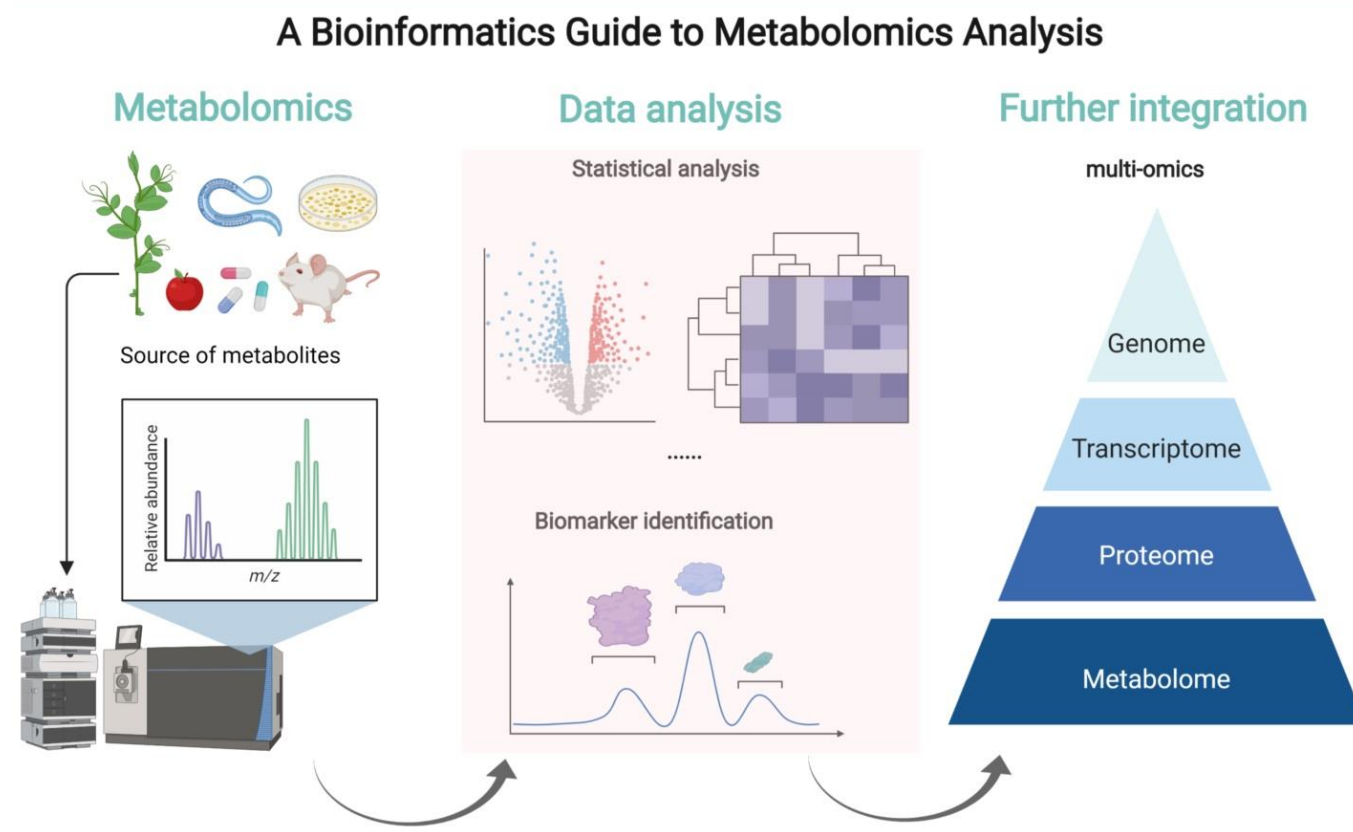 A Bioinformatics Guide to Metabolomics Analysis
Metabolomics
Source of metabolites
Relative abundance
m/z
Data analysis
Statistical analysis
......
Biomarker identification
Further integration
multi-omics
Genome
Transcriptome
Proteome
Metabolome